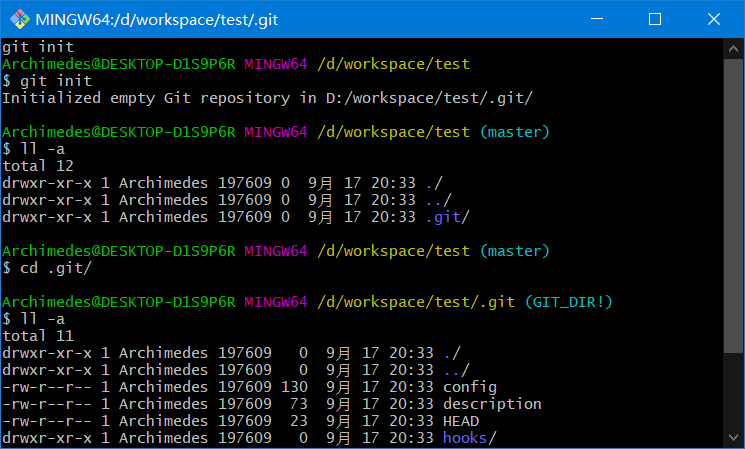 MINGW64:/d/workspace/test/.git
git init
Archimedes@DESKTOP-D1S9P6R MINGW64 /d/workspace/test
$ git init
Initialized empty Git repository in D:/workspace/test/.git/
Archimedes@DESKTOP-D1S9P6R MINGW64 /d/workspace/test (master)
$ ll -a
total 12
drwxr-xr-x 1 Archimedes 197609 0  9月 17 20:33 ./
drwxr-xr-x 1 Archimedes 197609 0  9月 17 20:33 ../
drwxr-xr-x 1 Archimedes 197609 0  9月 17 20:33 .git/
Archimedes@DESKTOP-D1S9P6R MINGW64 /d/workspace/test (master)
$ cd .git/
Archimedes@DESKTOP-D1S9P6R MINGW64 /d/workspace/test/.git (GIT_DIR!)
$ ll -a
total 11
drwxr-xr-x 1 Archimedes 197609   0  9月 17 20:33 ./
drwxr-xr-x 1 Archimedes 197609   0  9月 17 20:33 ../
-rw-r--r-- 1 Archimedes 197609 130  9月 17 20:33 config
-rw-r--r-- 1 Archimedes 197609  73  9月 17 20:33 description
-rw-r--r-- 1 Archimedes 197609  23  9月 17 20:33 HEAD
drwxr-xr-x 1 Archimedes 197609   0  9月 17 20:33 hooks/